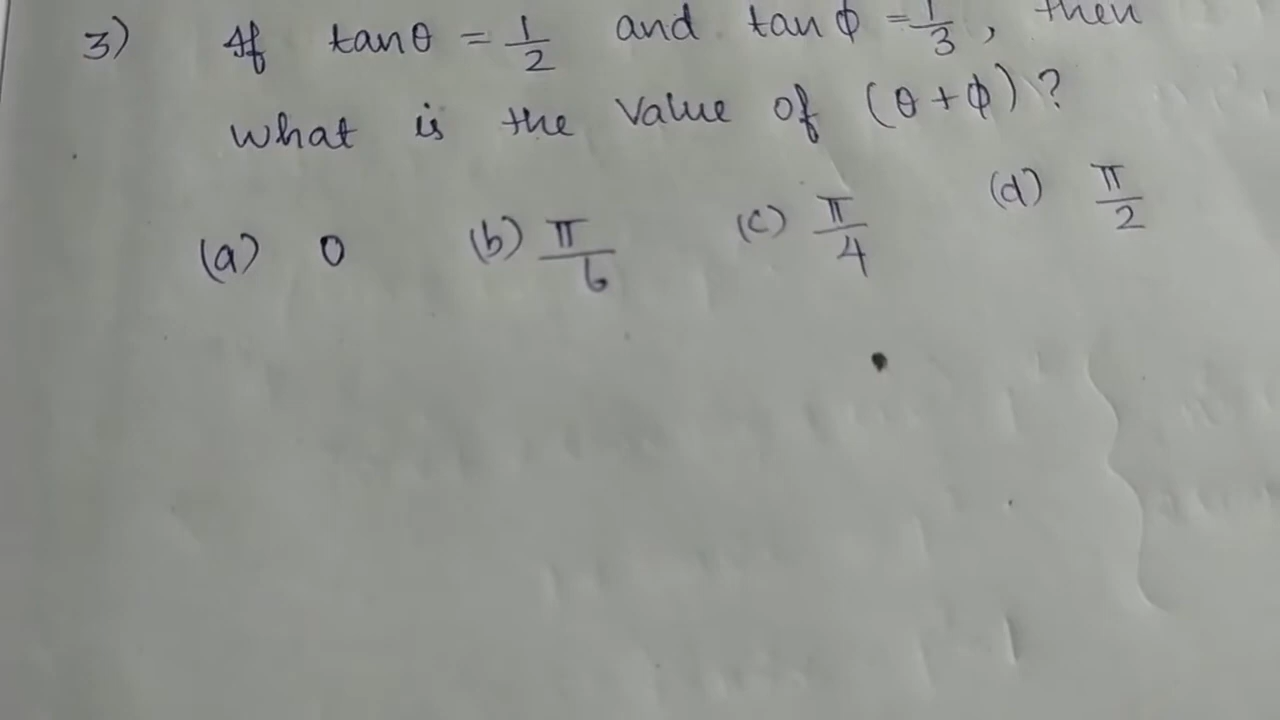 3) If tanθ = 1/2 and tanϕ = 1/3, then
What is the Value of (θ + ϕ)?
(a) 0 (b) π/6 (c) π/4 (d) π/2